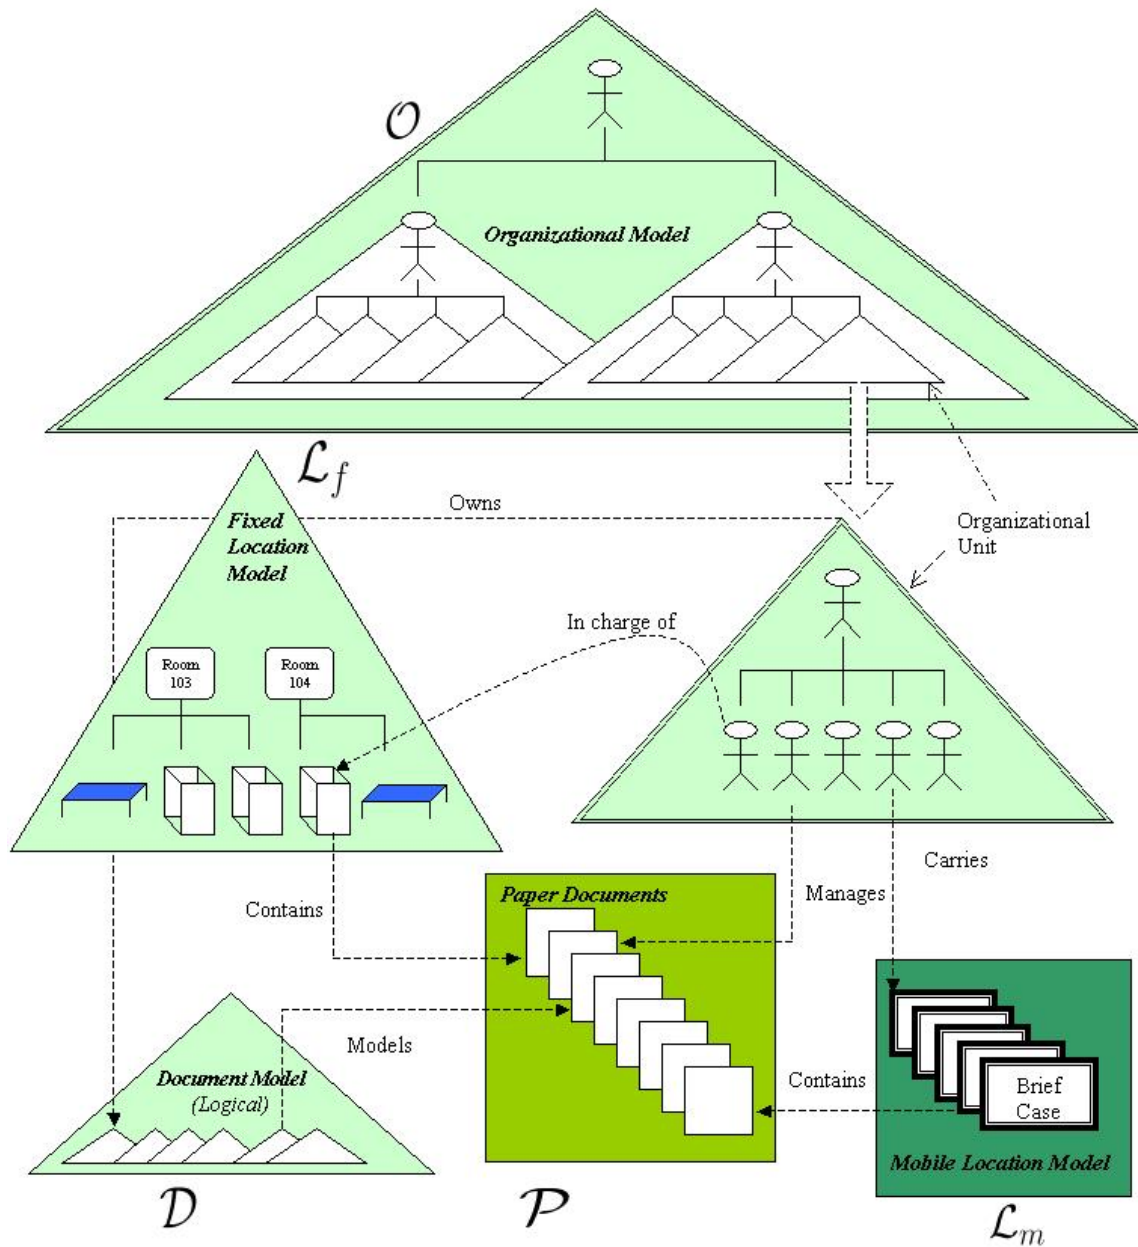 𝒪
Organizational Model
ℒf
Owns
Fixed
Location
Model
Organizational
Unit
In charge of
Room
103
Room
104
Carries
Contains
Paper Documents
Manages
Models
Document Model
(Logical)
Contains
Brief
Case
Mobile Location Model
𝒟
𝒫
ℒm